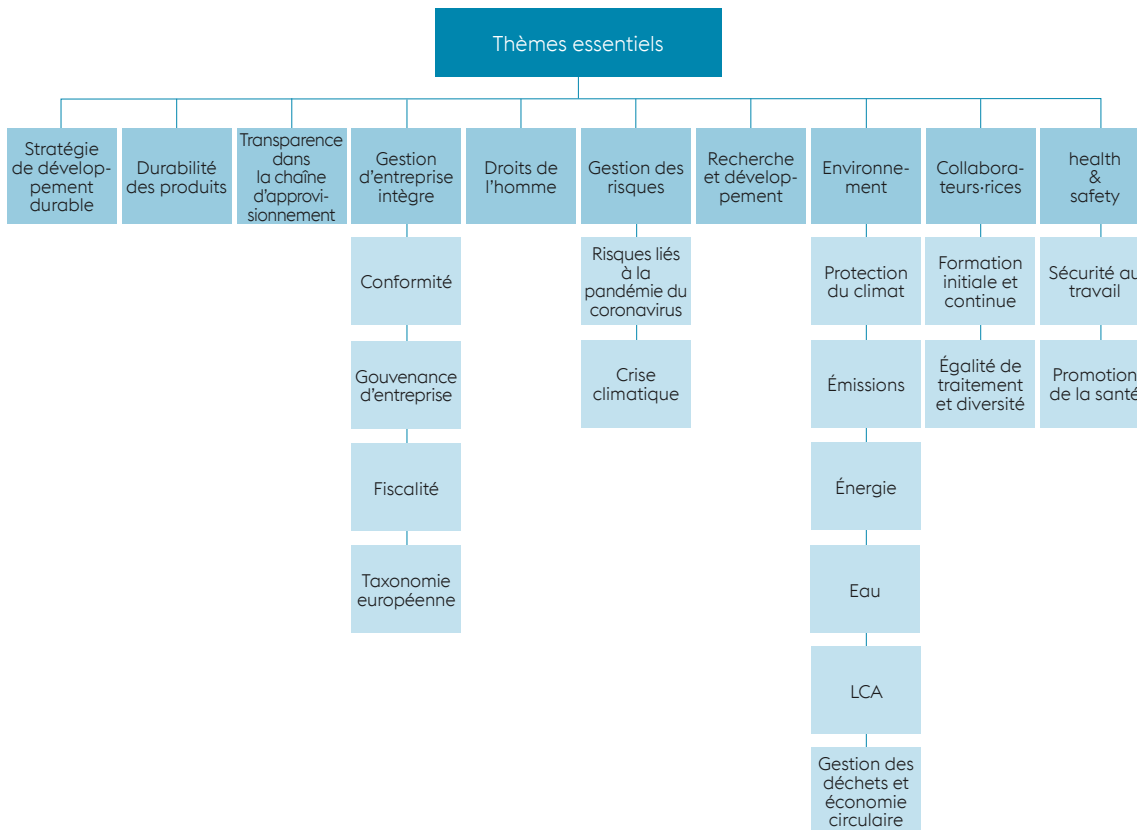 Thèmes essentiels
Stratégie
de dévelop-
pement
durable
Durabilité
des produits
Transparence
dans
la chaîne
d'approvi-
sionnement
Gestion
d'entreprise
intègre
Droits de
l'homme
Gestion des
risques
Recherche
et dévelop-
pement
Environne-
ment
Collabora-
teurs·rices
health
&
safety
Conformité
Gouvenance
d'entreprise
Fiscalité
Taxonomie
européenne
Risques liés
à la
pandémie du
coronavirus
Crise
climatique
Protection
du climat
Émissions
Énergie
Eau
LCA
Gestion des
déchets et
économie
circulaire
Formation
initiale et
continue
Égalité de
traitement
et diversité
Sécurité au
travail
Promotion
de la santé